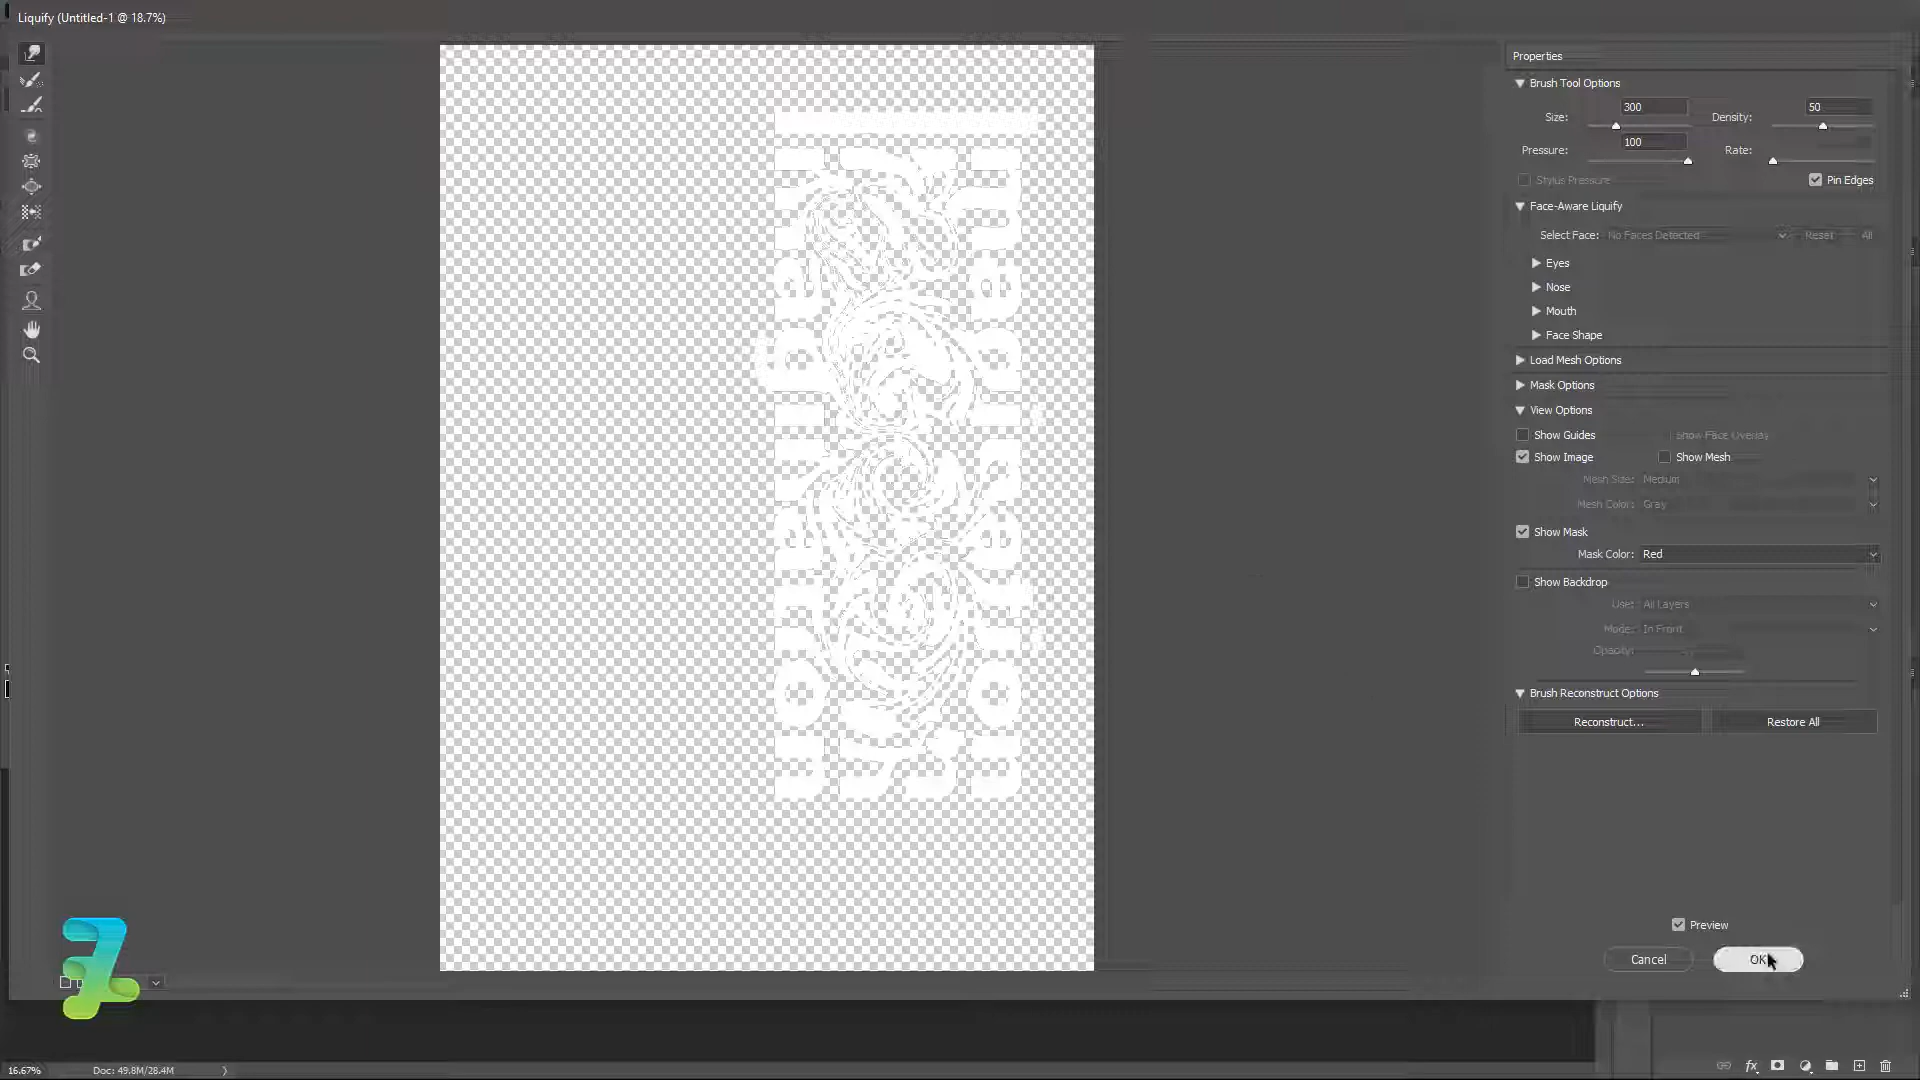 Liquify (Untitled-1 @ 18.7%)
Properties
Brush Tool Options
Size: 300 Density: 50
Pressure: 100 Rate:
Stylus Pressure Pin Edges
Face-Aware Liquify
Select Face: No Faces Detected Reset All
Eyes
Nose
Mouth
Face Shape
Load Mesh Options
Mask Options
View Options
Show Guides Show Face Overlay
Show Image Show Mesh
Mesh Size: Medium
Mesh Color: Gray
Show Mask
Mask Color: Red
Show Backdrop
Use: All Layers
Mode: In Front
Opacity:
Brush Reconstruct Options
Reconstruct... Restore All
Preview
Cancel OK
16.67% Doc: 49.8M/28.4M